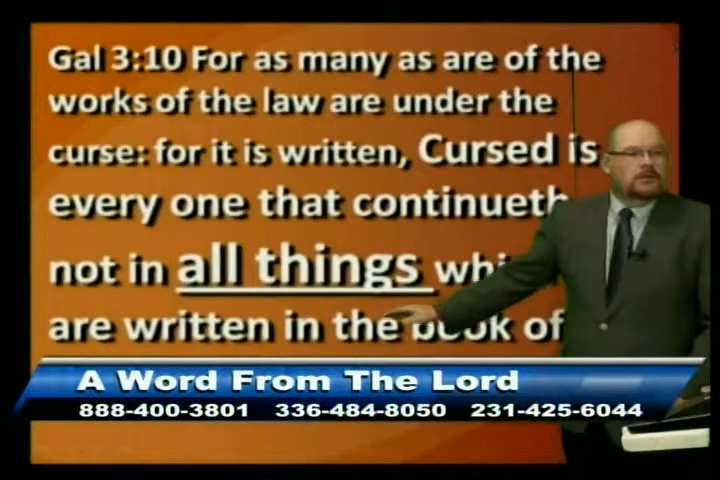 Gal 3:10 For as many as are of the
works of the law are under the
curse: for it is written, Cursed is
every one that continueth
not in all things
are written in the book of
A Word From The Lord
888-400-3801 336-484-8050 231-425-6044